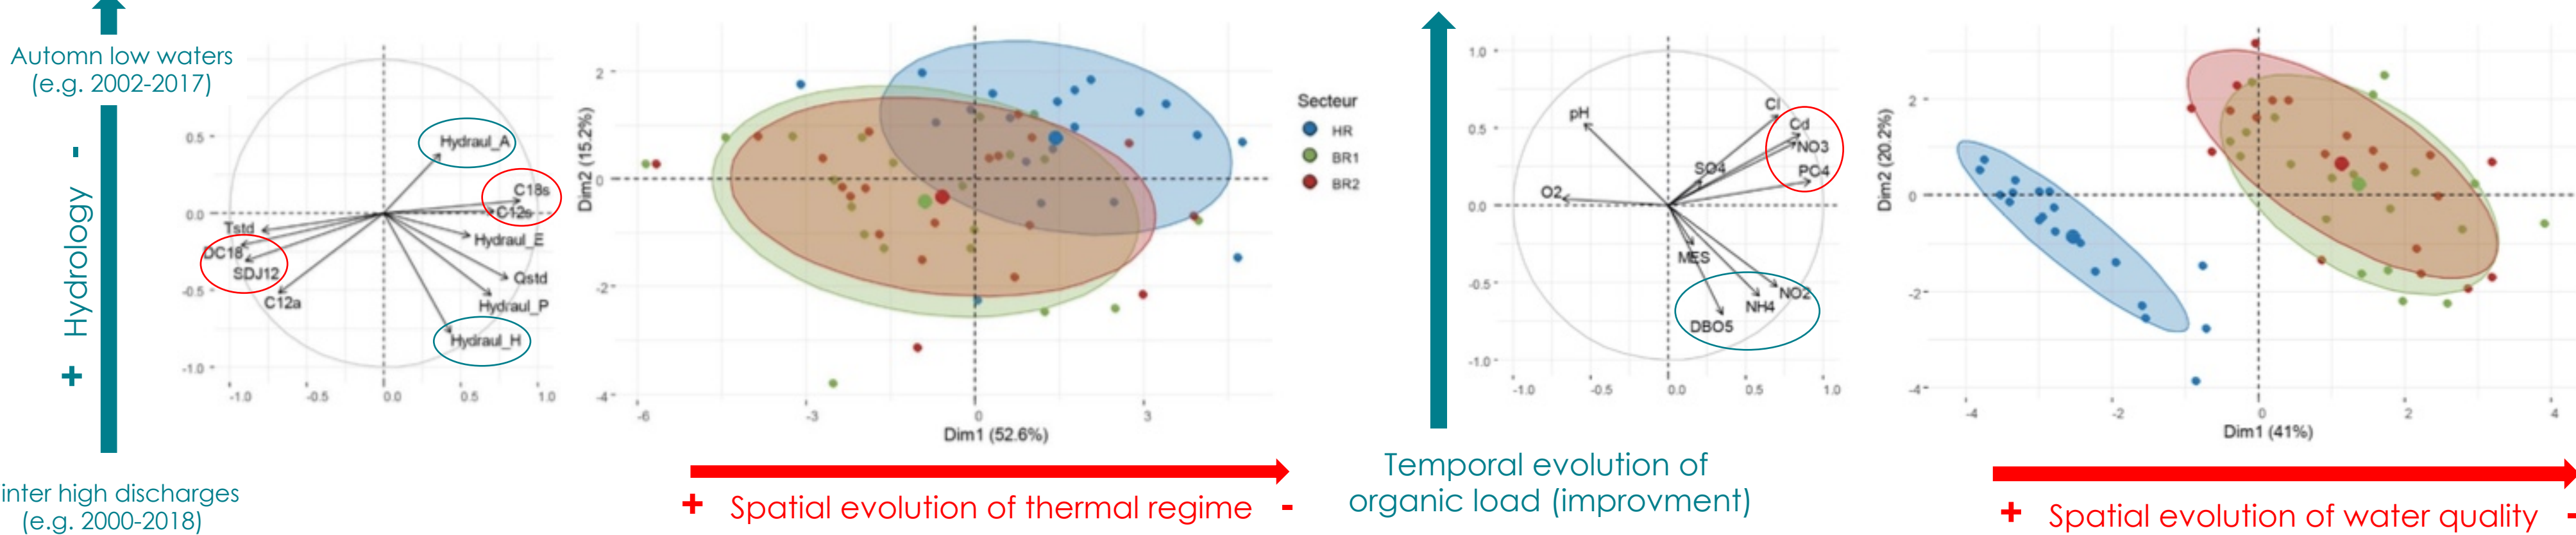 Automn low waters
(e.g. 2002-2017)
+ Hydrology -
inter high discharges
(e.g. 2000-2018)
0.5
0.0
-0.5
-1.0
-1.0 -0.5 0.0 0.5 1.0
Hydraul_A
C18s
C12s
Hydraul_E
Qstd
Hydraul_P
Hydraul_H
Tstd
DC18
SDJ12
C12a
Dim2 (15.2%)
2
0
-2
-4
-6 -3 0 3
Dim1 (52.6%)
Secteur
HR
BR1
BR2
+ Spatial evolution of thermal regime -
Temporal evolution of
organic load (improvment)
1.0
0.5
0.0
-0.5
-1.0
-1.0 -0.5 0.0 0.5 1.0
pH
O2
Cl
Cd
NO3
PO4
SO4
MES
NO2
NH4
DBO5
Dim2 (20.2%)
2
0
-2
-4
-4 -2 0 2 4
Dim1 (41%)
+ Spatial evolution of water quality -